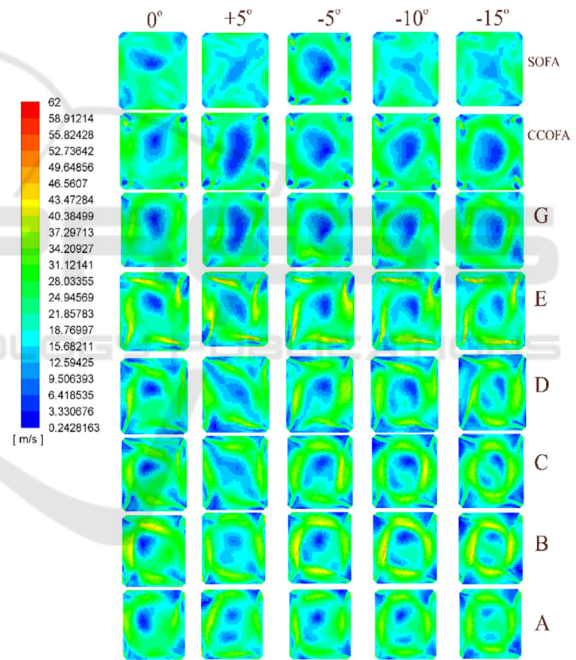 0° +5° -5° -10° -15°
SOFA
62
58.91214
CCOFA
55.82428
52.73642
49.64856
46.5607
43.47284
G
40.38499
37.29713
34.20927
31.12141
28.03355
E
24.94569
21.85783
18.76997
15.68211
12.59425
9.506393
D
6.418535
3.330676
0.2428163
[ m/s ]
C
B
A